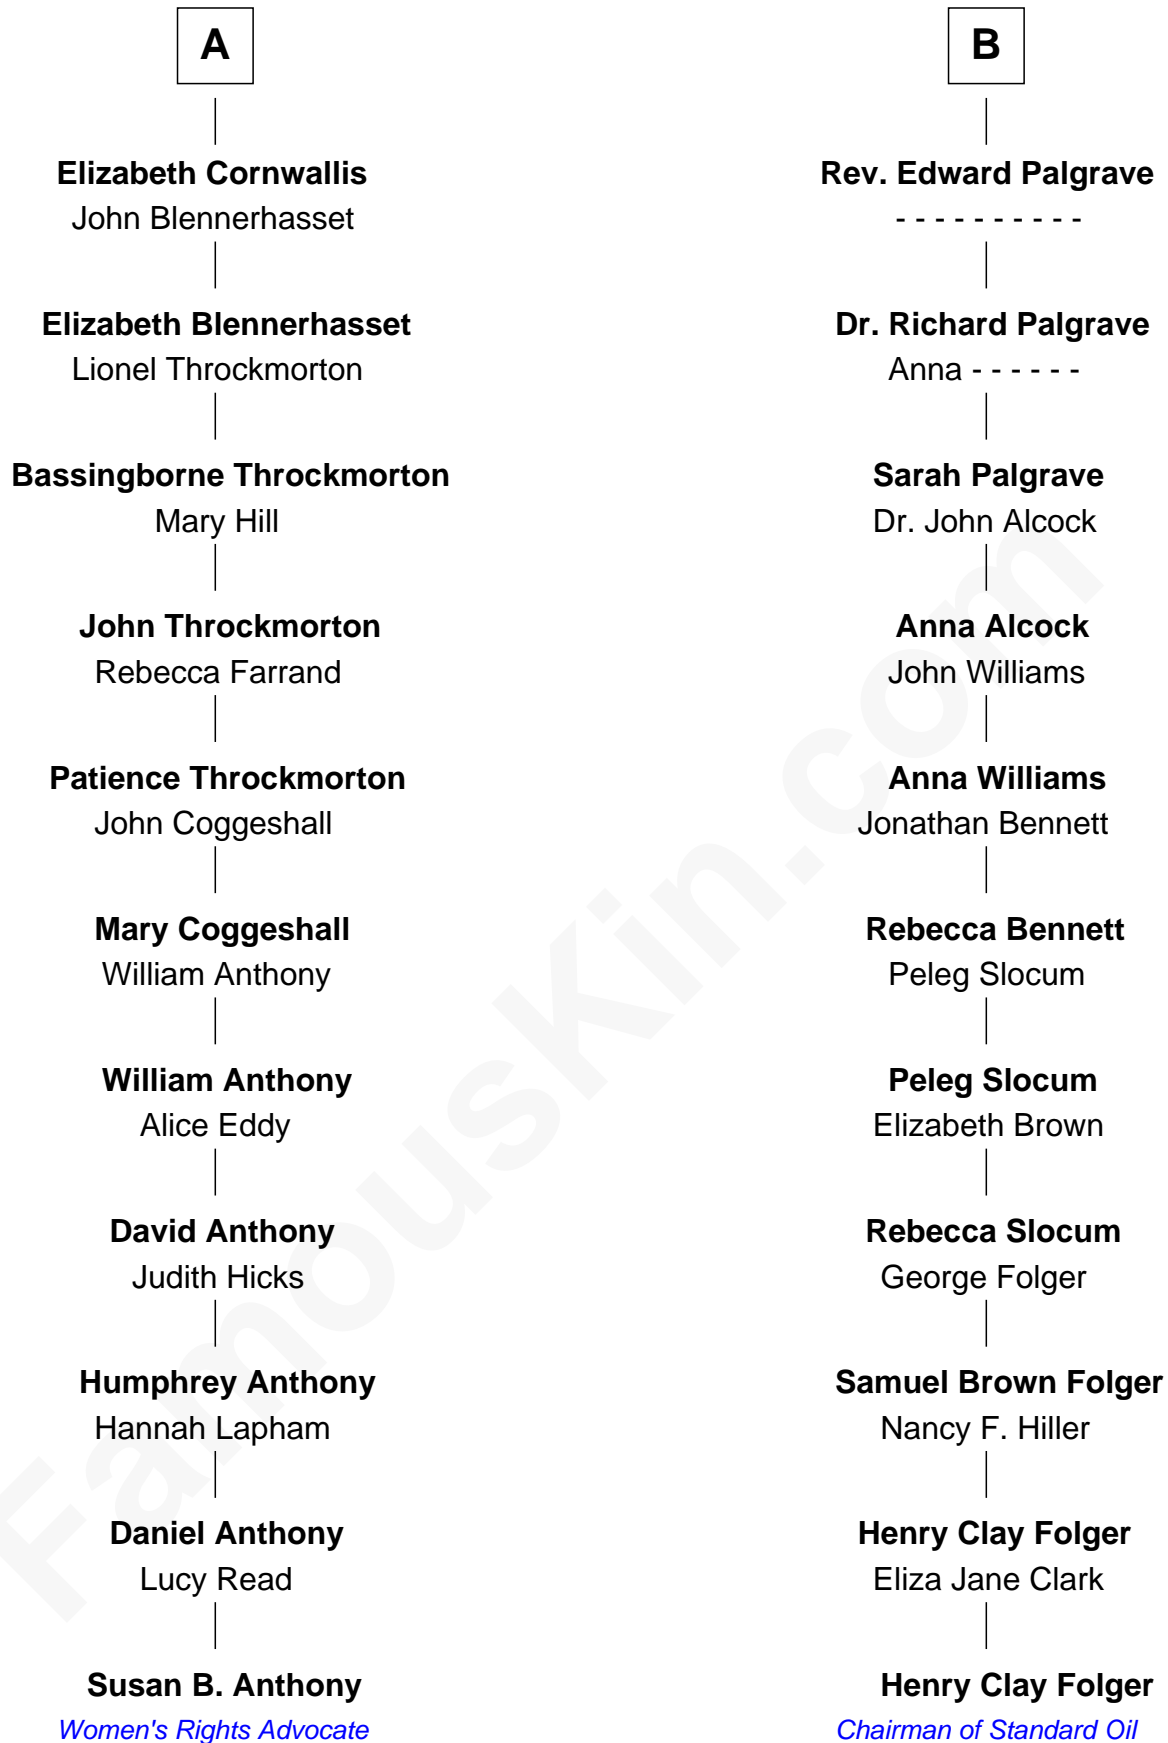 A
Elizabeth Cornwallis
John Blennerhasset
Elizabeth Blennerhasset
Lionel Throckmorton
Bassingborne Throckmorton
Mary Hill
John Throckmorton
Rebecca Farrand
Patience Throckmorton
John Coggeshall
Mary Coggeshall
William Anthony
William Anthony
Alice Eddy
David Anthony
Judith Hicks
Humphrey Anthony
Hannah Lapham
Daniel Anthony
Lucy Read
Susan B. Anthony
Women's Rights Advocate
B
Rev. Edward Palgrave
- - - - - - - - - -
Dr. Richard Palgrave
Anna - - - - - -
Sarah Palgrave
Dr. John Alcock
Anna Alcock
John Williams
Anna Williams
Jonathan Bennett
Rebecca Bennett
Peleg Slocum
Peleg Slocum
Elizabeth Brown
Rebecca Slocum
George Folger
Samuel Brown Folger
Nancy F. Hiller
Henry Clay Folger
Eliza Jane Clark
Henry Clay Folger
Chairman of Standard Oil
FamousKin.com